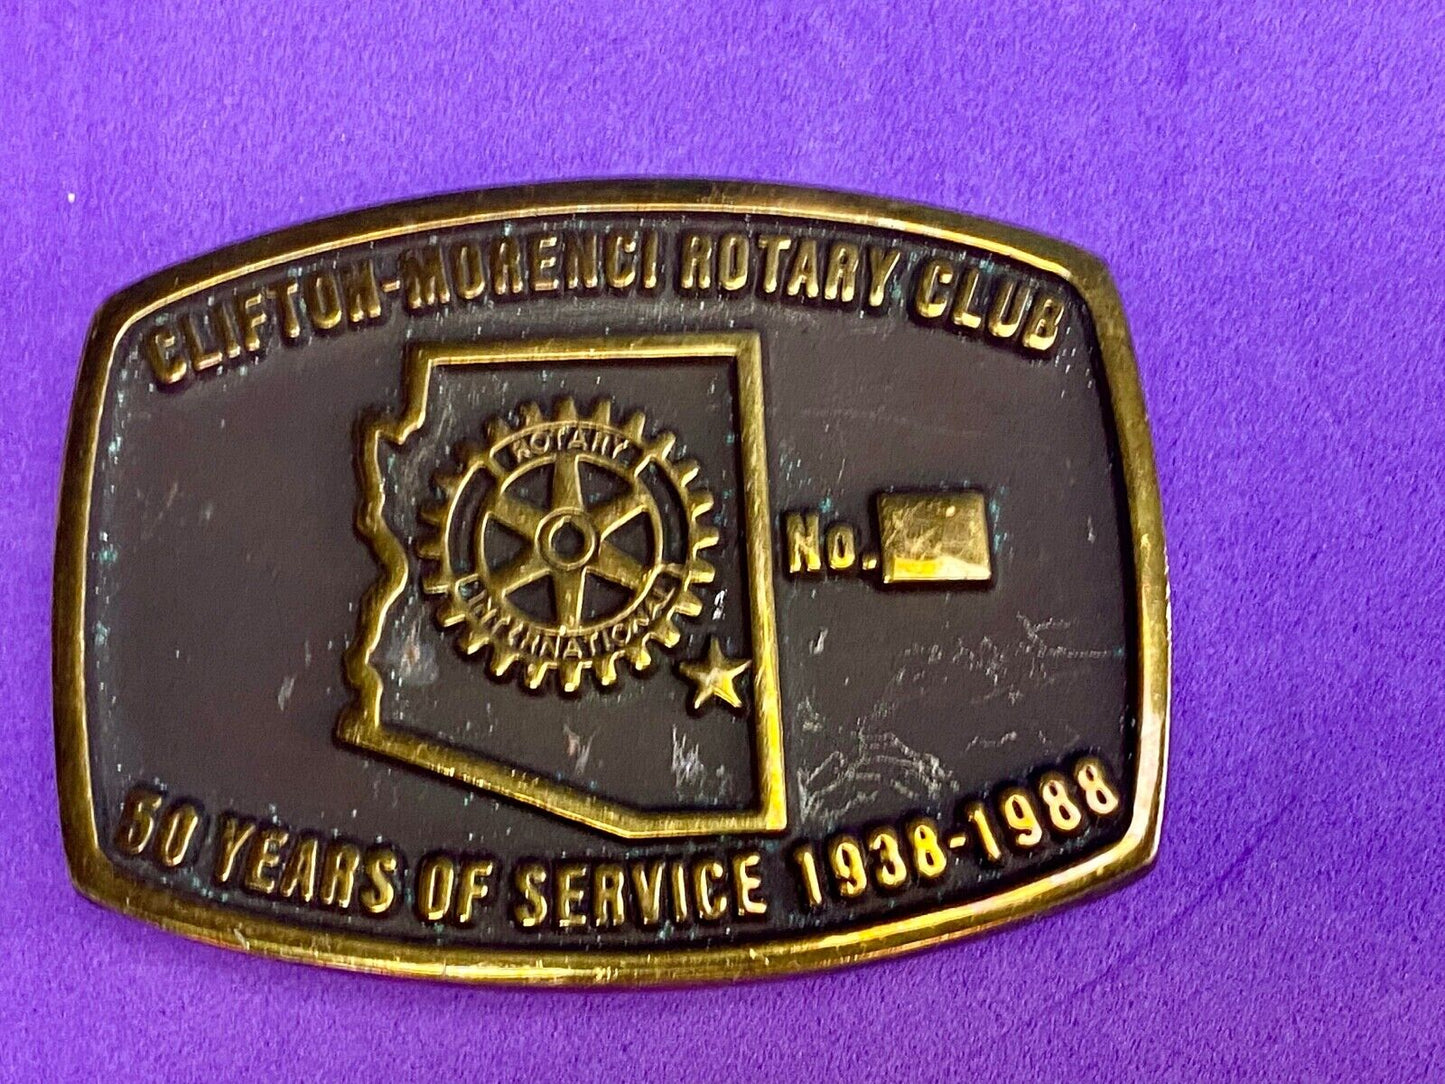 CLIFTON-MORENCI ROTARY CLUB
ROTARY
INTERNATIONAL
No.
50 YEARS OF SERVICE 1938-1988